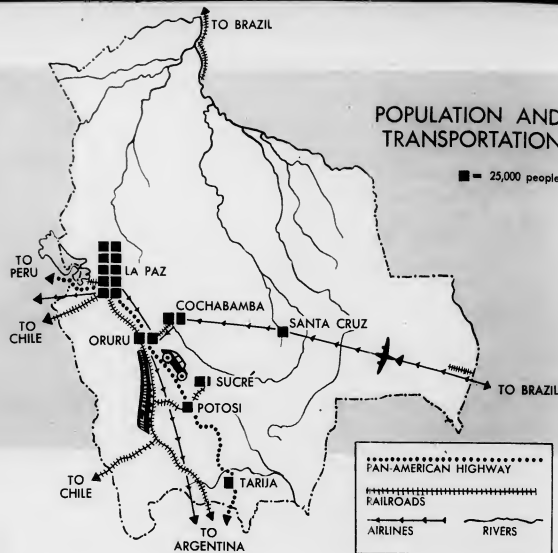 TO BRAZIL
POPULATION AND
TRANSPORTATION
■ = 25,000 people
TO
PERU
LA PAZ
TO
CHILE
COCHABAMBA
SANTA CRUZ
ORURU
SUCRÉ
TO BRAZIL
POTOSI
TO
CHILE
TARIJA
TO
ARGENTINA
PAN-AMERICAN HIGHWAY
RAILROADS
AIRLINES
RIVERS